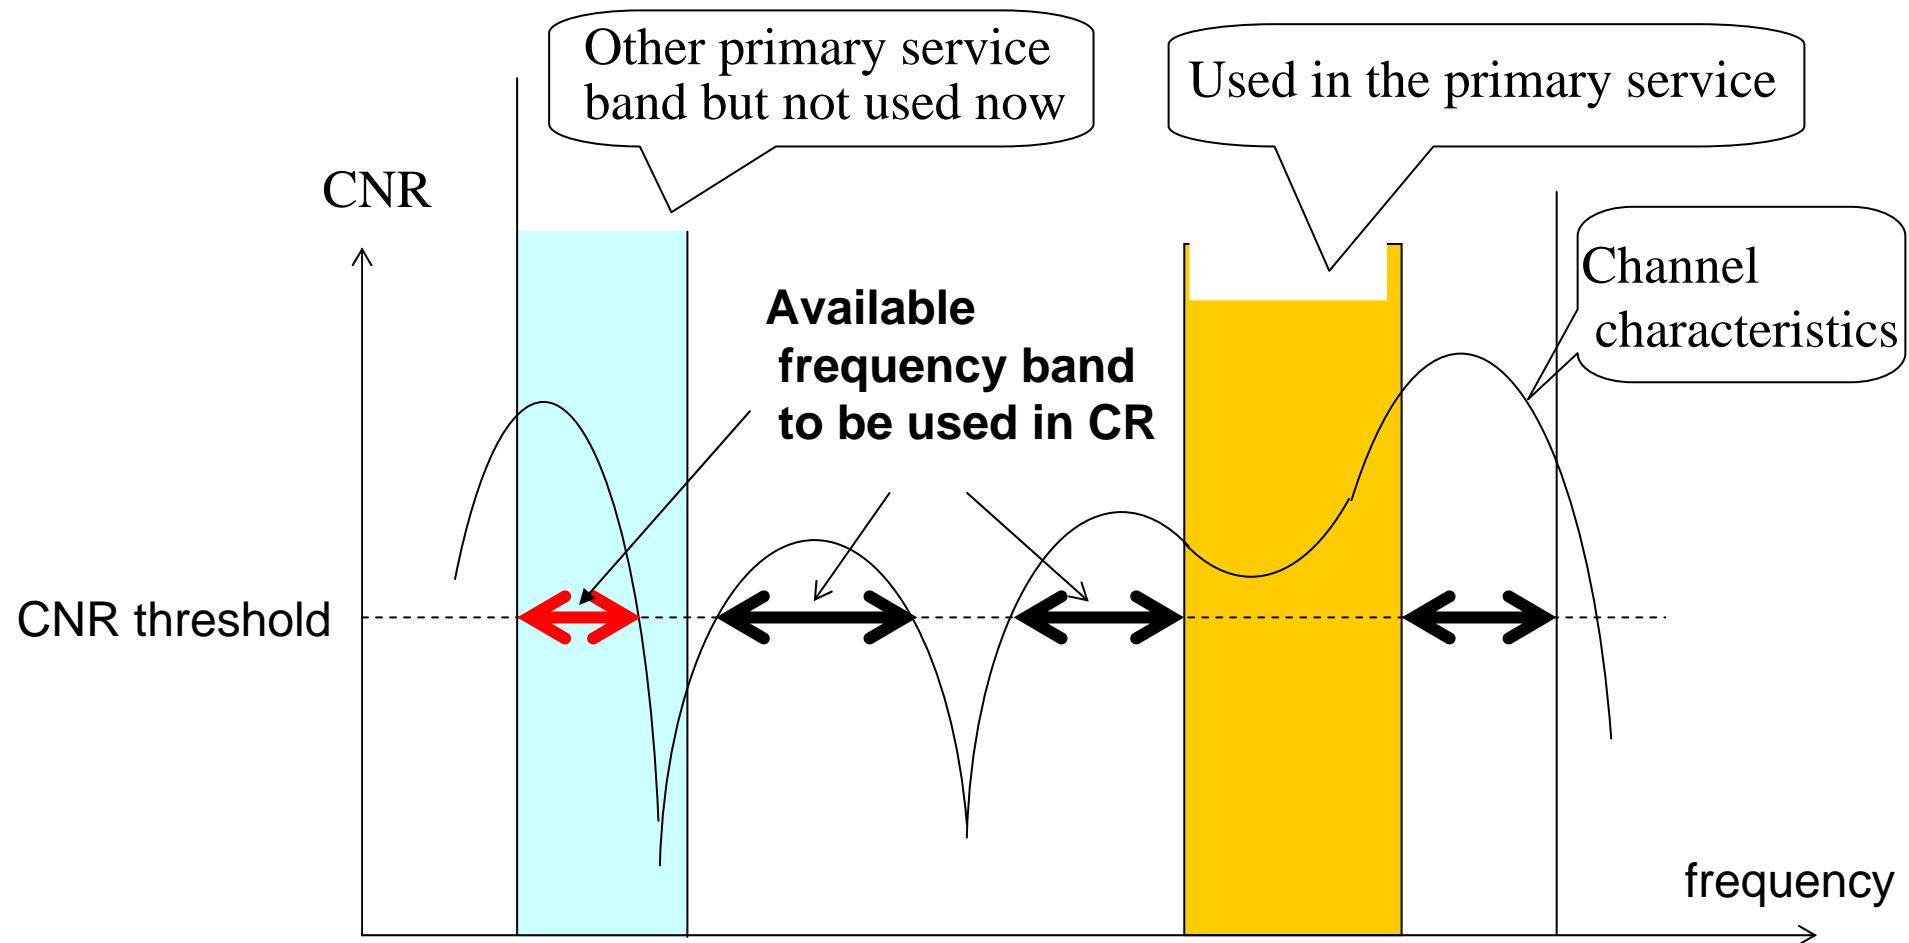 Other primary service
band but not used now
Used in the primary service
CNR
Channel
characteristics
Available
frequency band
to be used in CR
CNR threshold
frequency